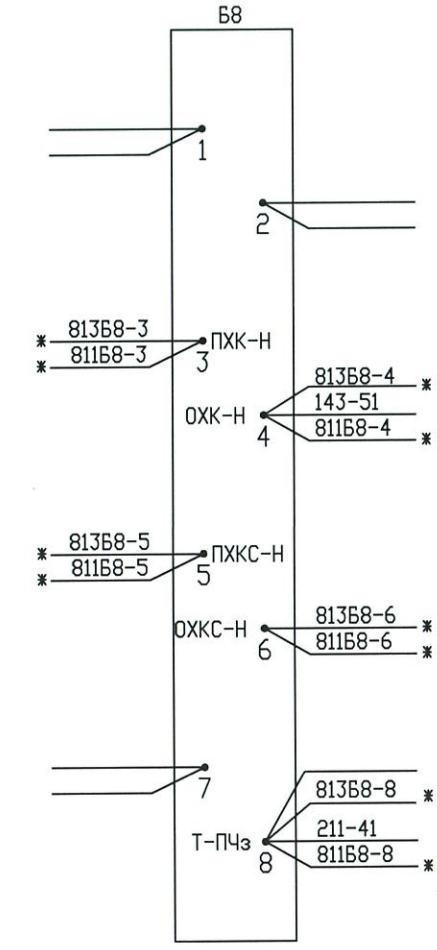 Б8
1
2
* 813Б8-3 ПХК-Н
* 811Б8-3
3
813Б8-4 *
ОХК-Н 143-51
4 811Б8-4 *
* 813Б8-5 ПХКС-Н
* 811Б8-5
5
ОХКС-Н 813Б8-6 *
6 811Б8-6 *
7
813Б8-8 *
Т-ПЧз 211-41
8 811Б8-8 *